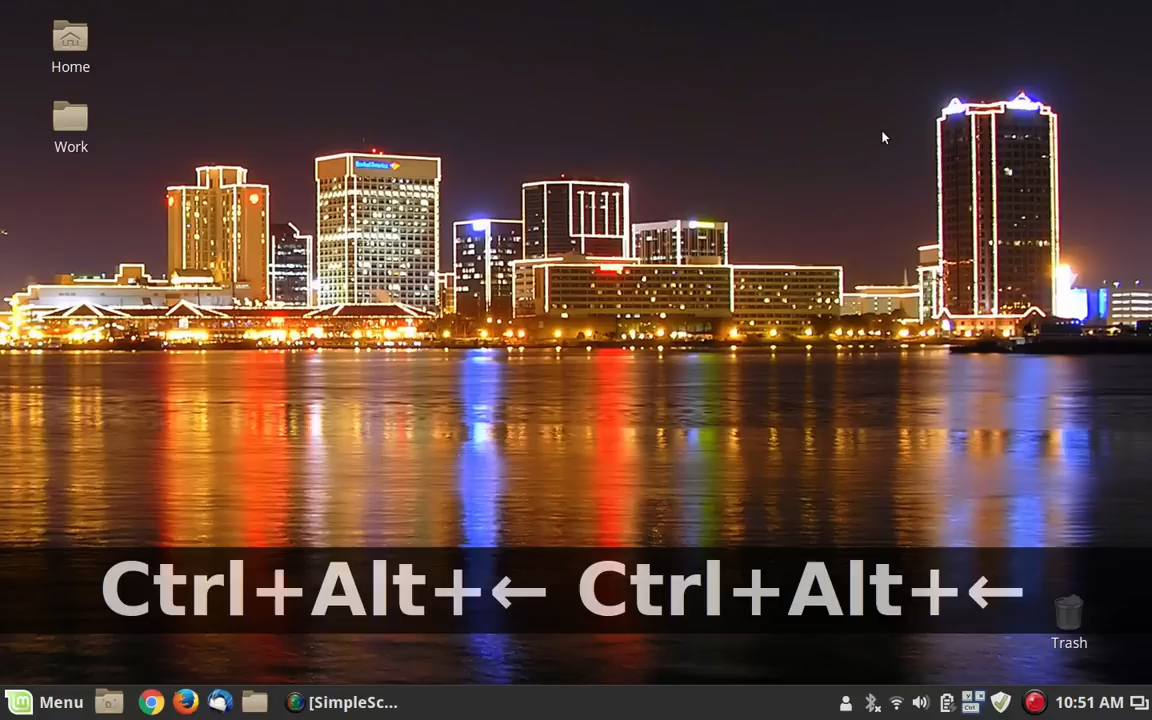 Home
Work
Ctrl+Alt+← Ctrl+Alt+←
Trash
Menu
[SimpleSc...
10:51 AM